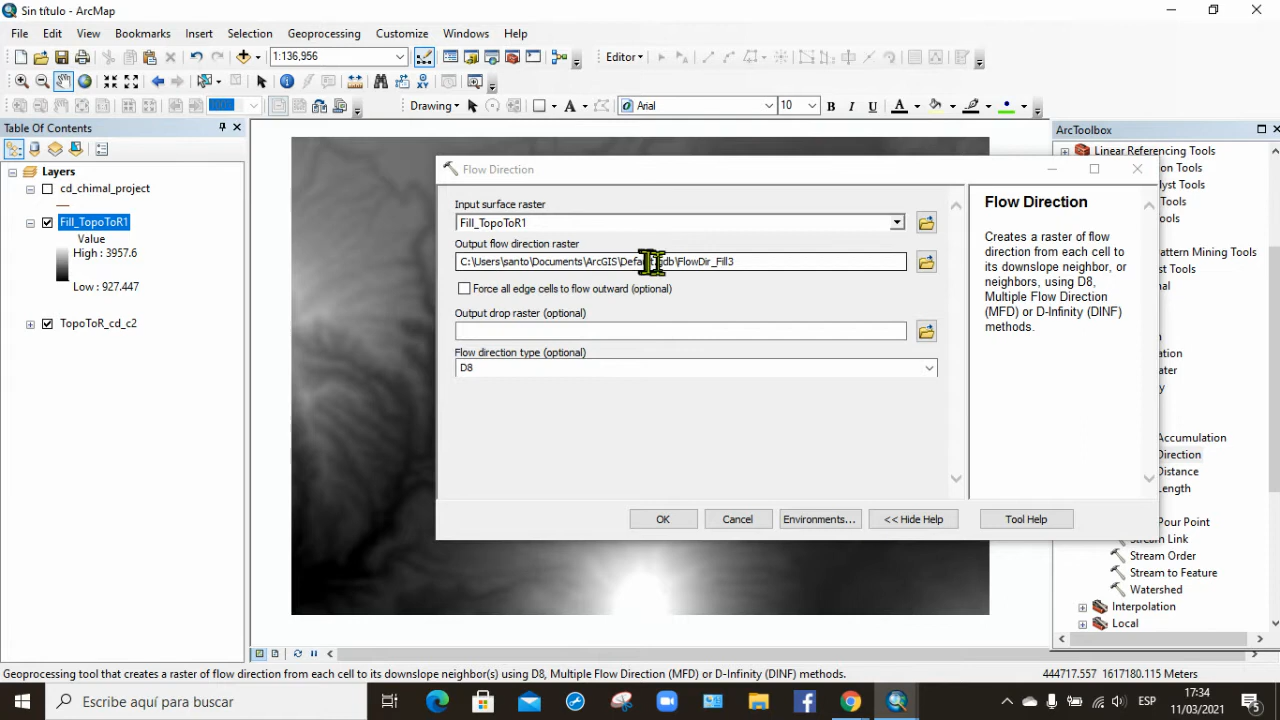 Sin título - ArcMap
File Edit View Bookmarks Insert Selection Geoprocessing Customize Windows Help
1:136,956
Editor
Drawing
Arial
10
B I U A
Table Of Contents
Layers
cd_chimal_project
Fill_TopoToR1
Value
High : 3957.6
Low : 927.447
TopoToR_cd_c2
Flow Direction
Input surface raster
Fill_TopoToR1
Output flow direction raster
C:\Users\santo\Documents\ArcGIS\Default.gdb\FlowDir_Fill3
Force all edge cells to flow outward (optional)
Output drop raster (optional)
Flow direction type (optional)
D8
OK
Cancel
Environments...
<< Hide Help
Tool Help
Flow Direction
Creates a raster of flow
direction from each cell to
its downslope neighbor, or
neighbors, using D8,
Multiple Flow Direction
(MFD) or D-Infinity (DINF)
methods.
ArcToolbox
Linear Referencing Tools
on Tools
lyst Tools
ols
attern Mining Tools
Tools
ation
ater
Accumulation
Direction
Distance
Length
Pour Point
Stream Link
Stream Order
Stream to Feature
Watershed
Interpolation
Local
Geoprocessing tool that creates a raster of flow direction from each cell to its downslope neighbor(s) using D8, Multiple Flow Direction (MFD) or D-Infinity (DINF) methods.
444717.557 1617180.115 Meters
Escribe aquí para buscar
ESP
17:34
11/03/2021
5